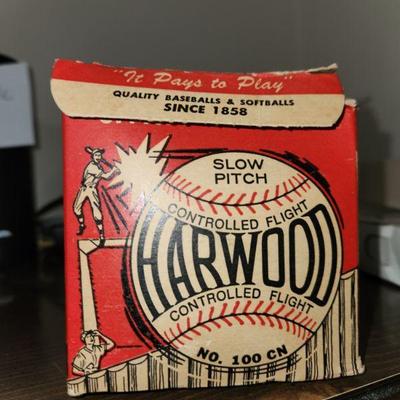 "It Pays to Play"
QUALITY BASEBALLS & SOFTBALLS
SINCE 1858
SLOW
PITCH
CONTROLLED FLIGHT
HARWOOD
CONTROLLED FLIGHT
NO. 100 CN